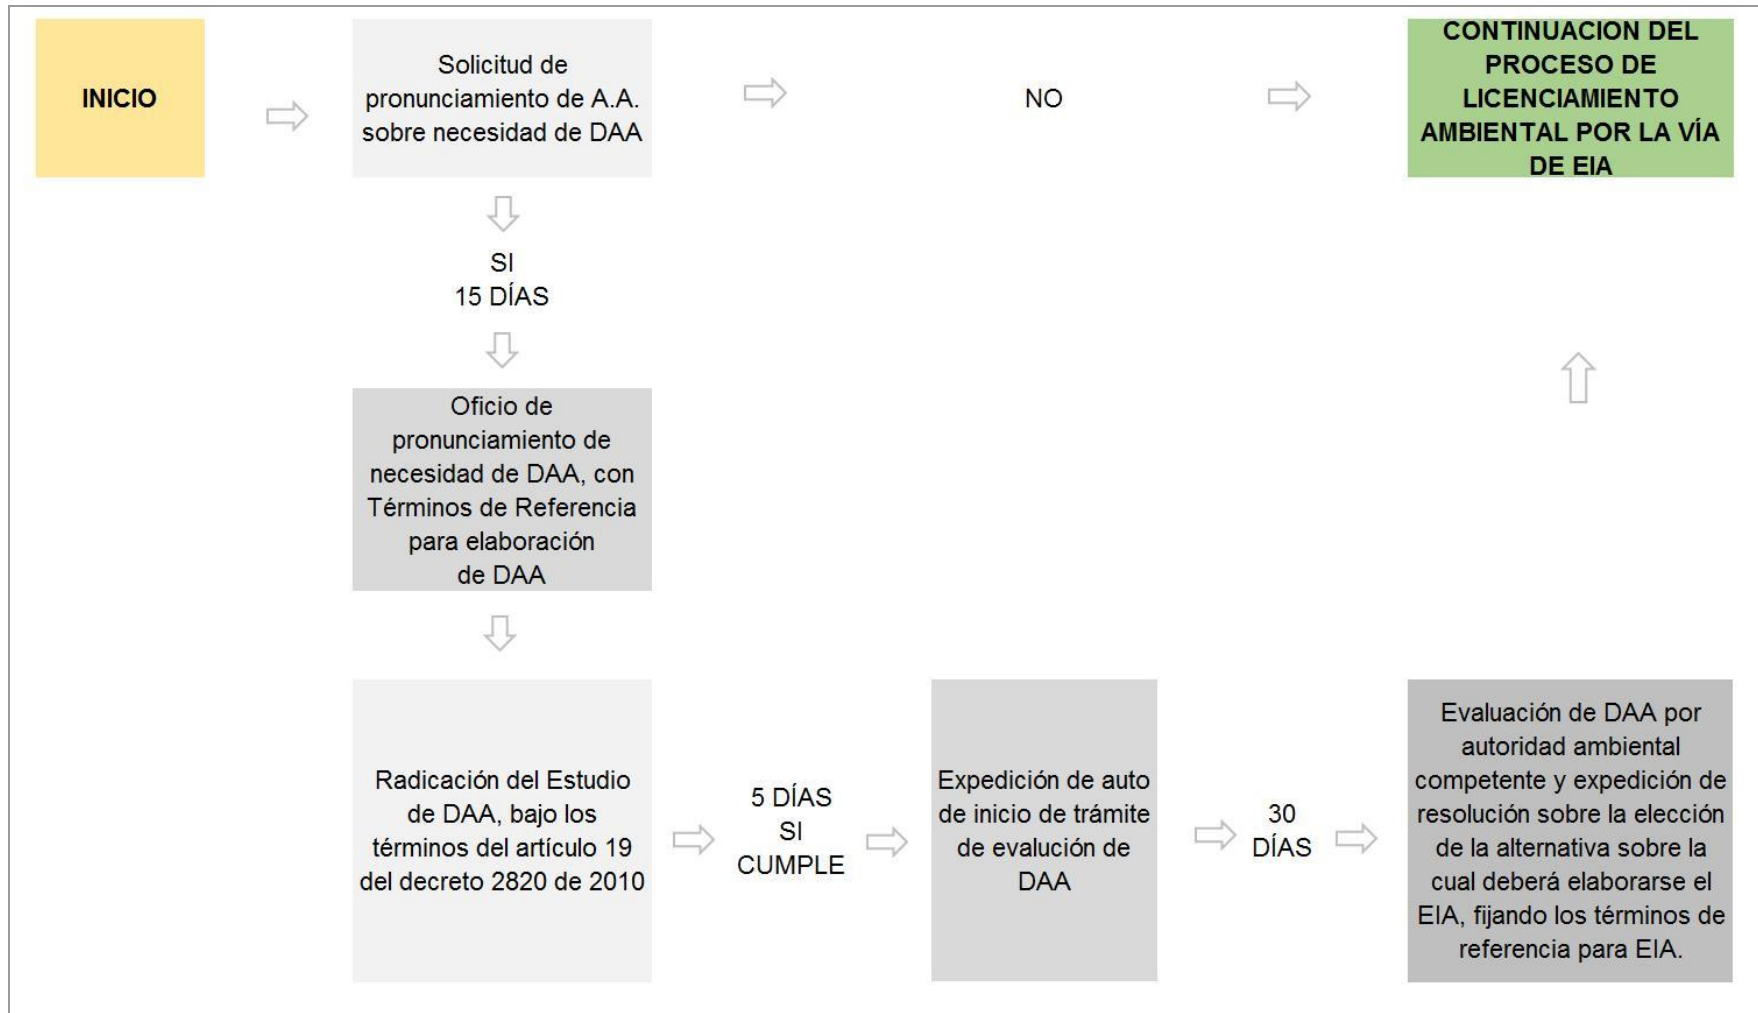 INICIO
Solicitud de
pronunciamiento de A.A.
sobre necesidad de DAA
NO
CONTINUACION DEL
PROCESO DE
LICENCIAMIENTO
AMBIENTAL POR LA VÍA
DE EIA
SI
15 DÍAS
Oficio de
pronunciamiento de
necesidad de DAA, con
Términos de Referencia
para elaboración
de DAA
Radicación del Estudio
de DAA, bajo los
términos del artículo 19
del decreto 2820 de 2010
5 DÍAS
SI
CUMPLE
Expedición de auto
de inicio de trámite
de evalución de
DAA
30
DÍAS
Evaluación de DAA por
autoridad ambiental
competente y expedición de
resolución sobre la elección
de la alternativa sobre la
cual deberá elaborarse el
EIA, fijando los términos de
referencia para EIA.